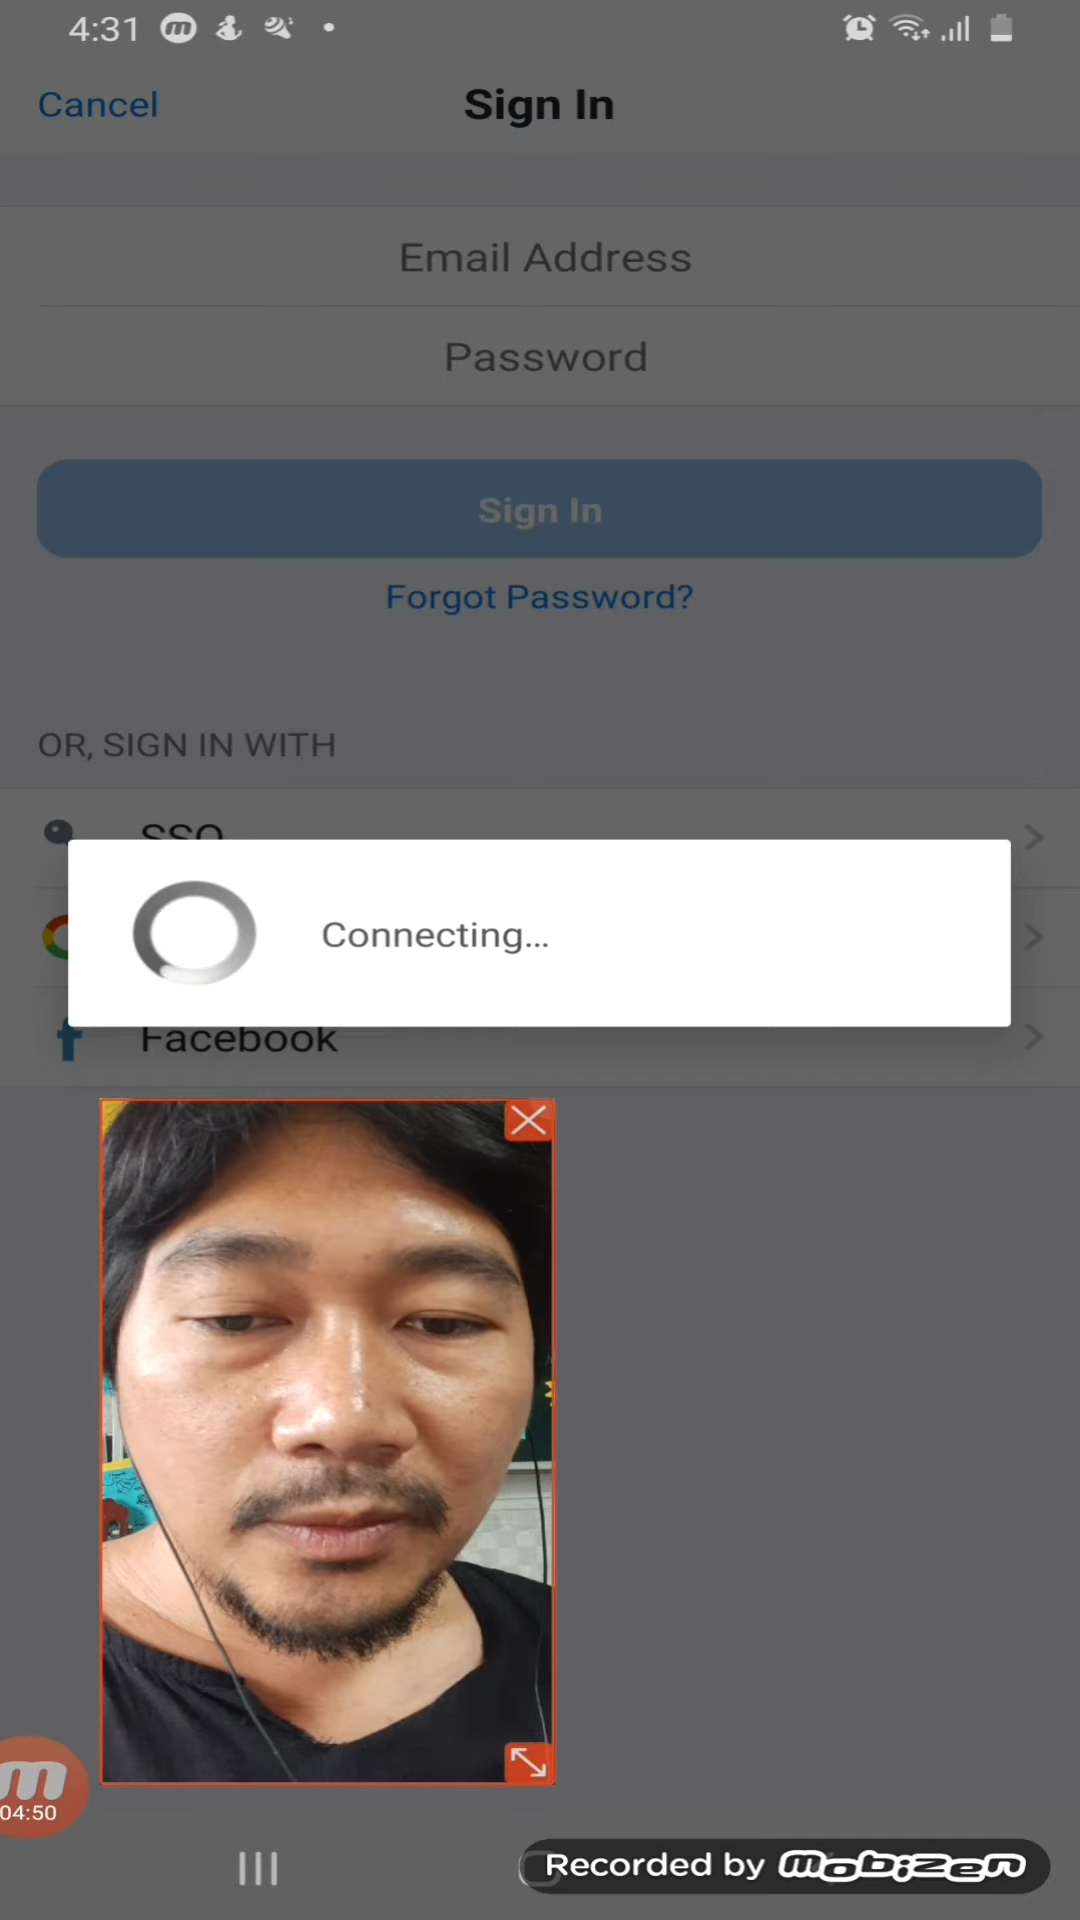 4:31
Cancel
Sign In
Email Address
Password
Sign In
Forgot Password?
OR, SIGN IN WITH
SSO
Connecting...
Facebook
m
04:50
Recorded by mobizen